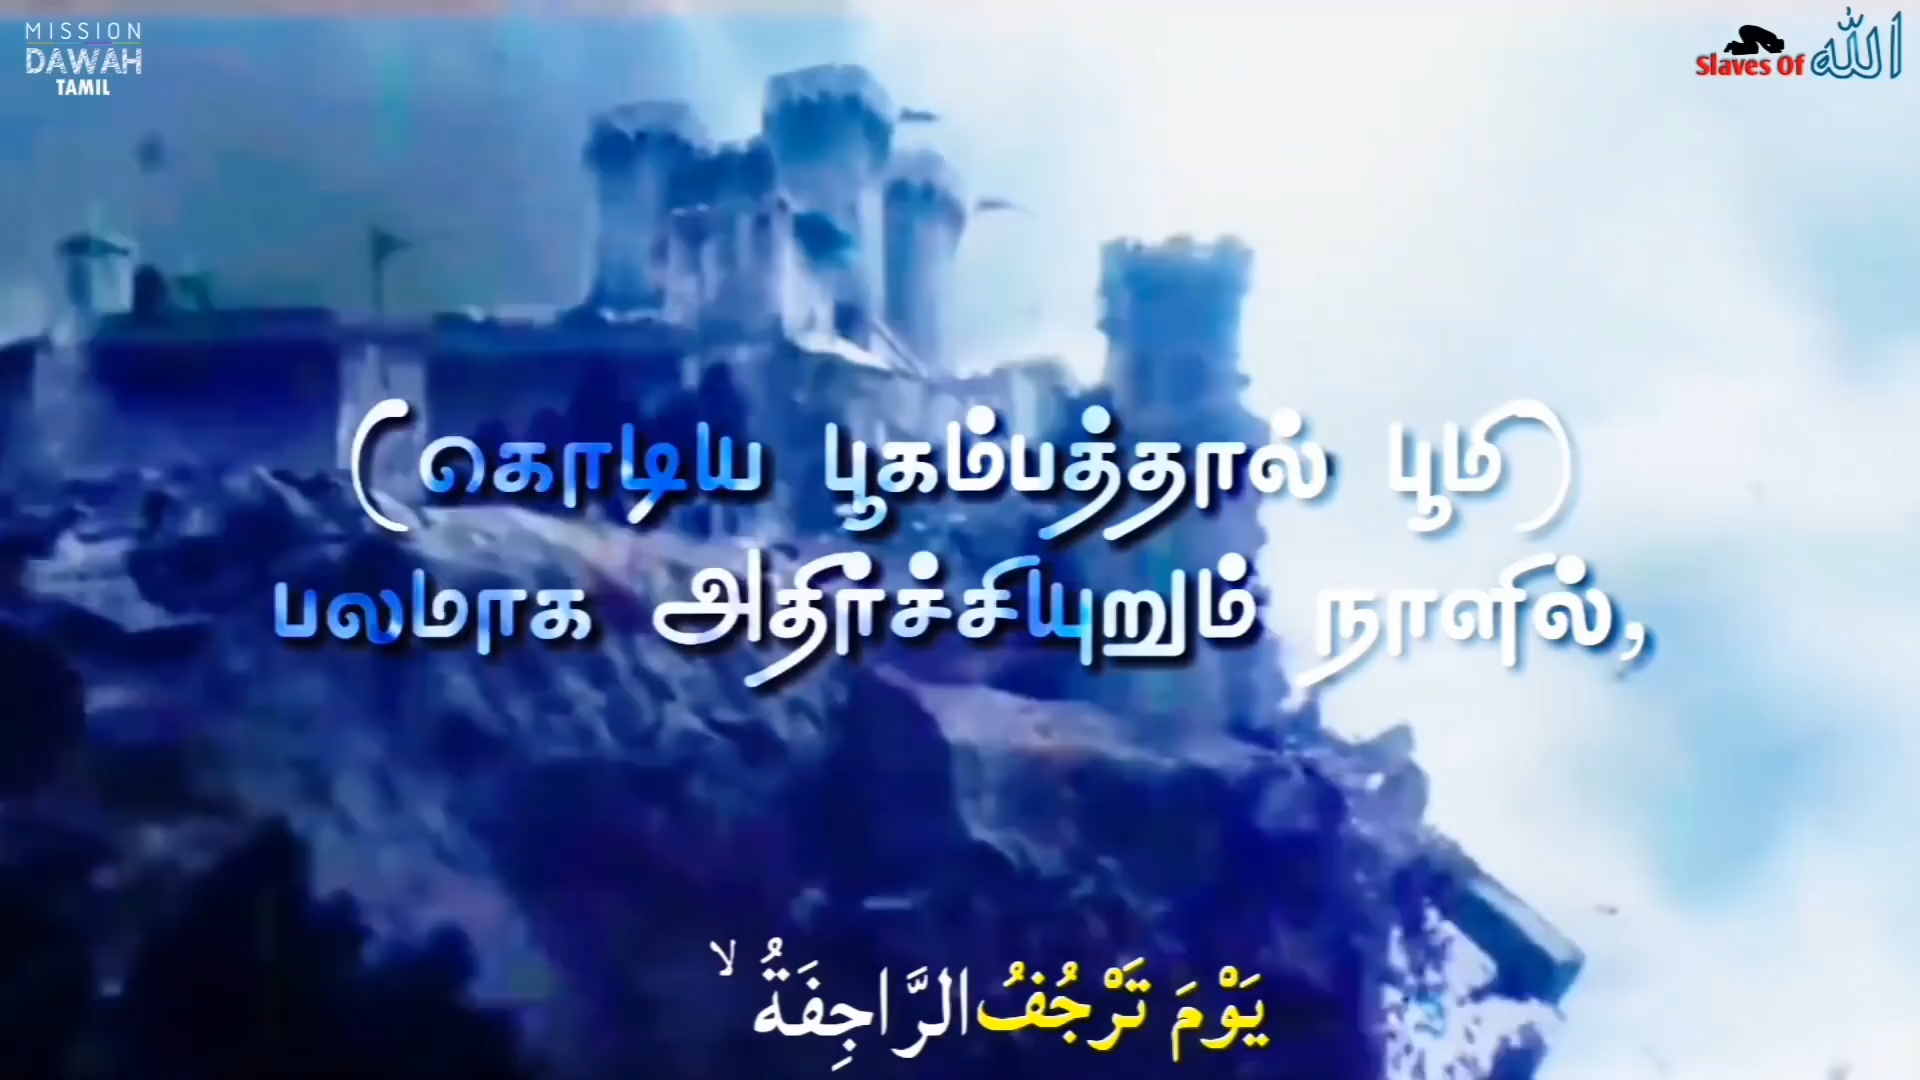 MISSION
DAWAH
TAMIL
Slaves Of الله
(கொடிய பூகம்பத்தால் பூமி)
பலமாக அதிர்ச்சியுறும் நாளில்,
يَوْمَ تَرْجُفُ الرَّاجِفَةُ ۙ